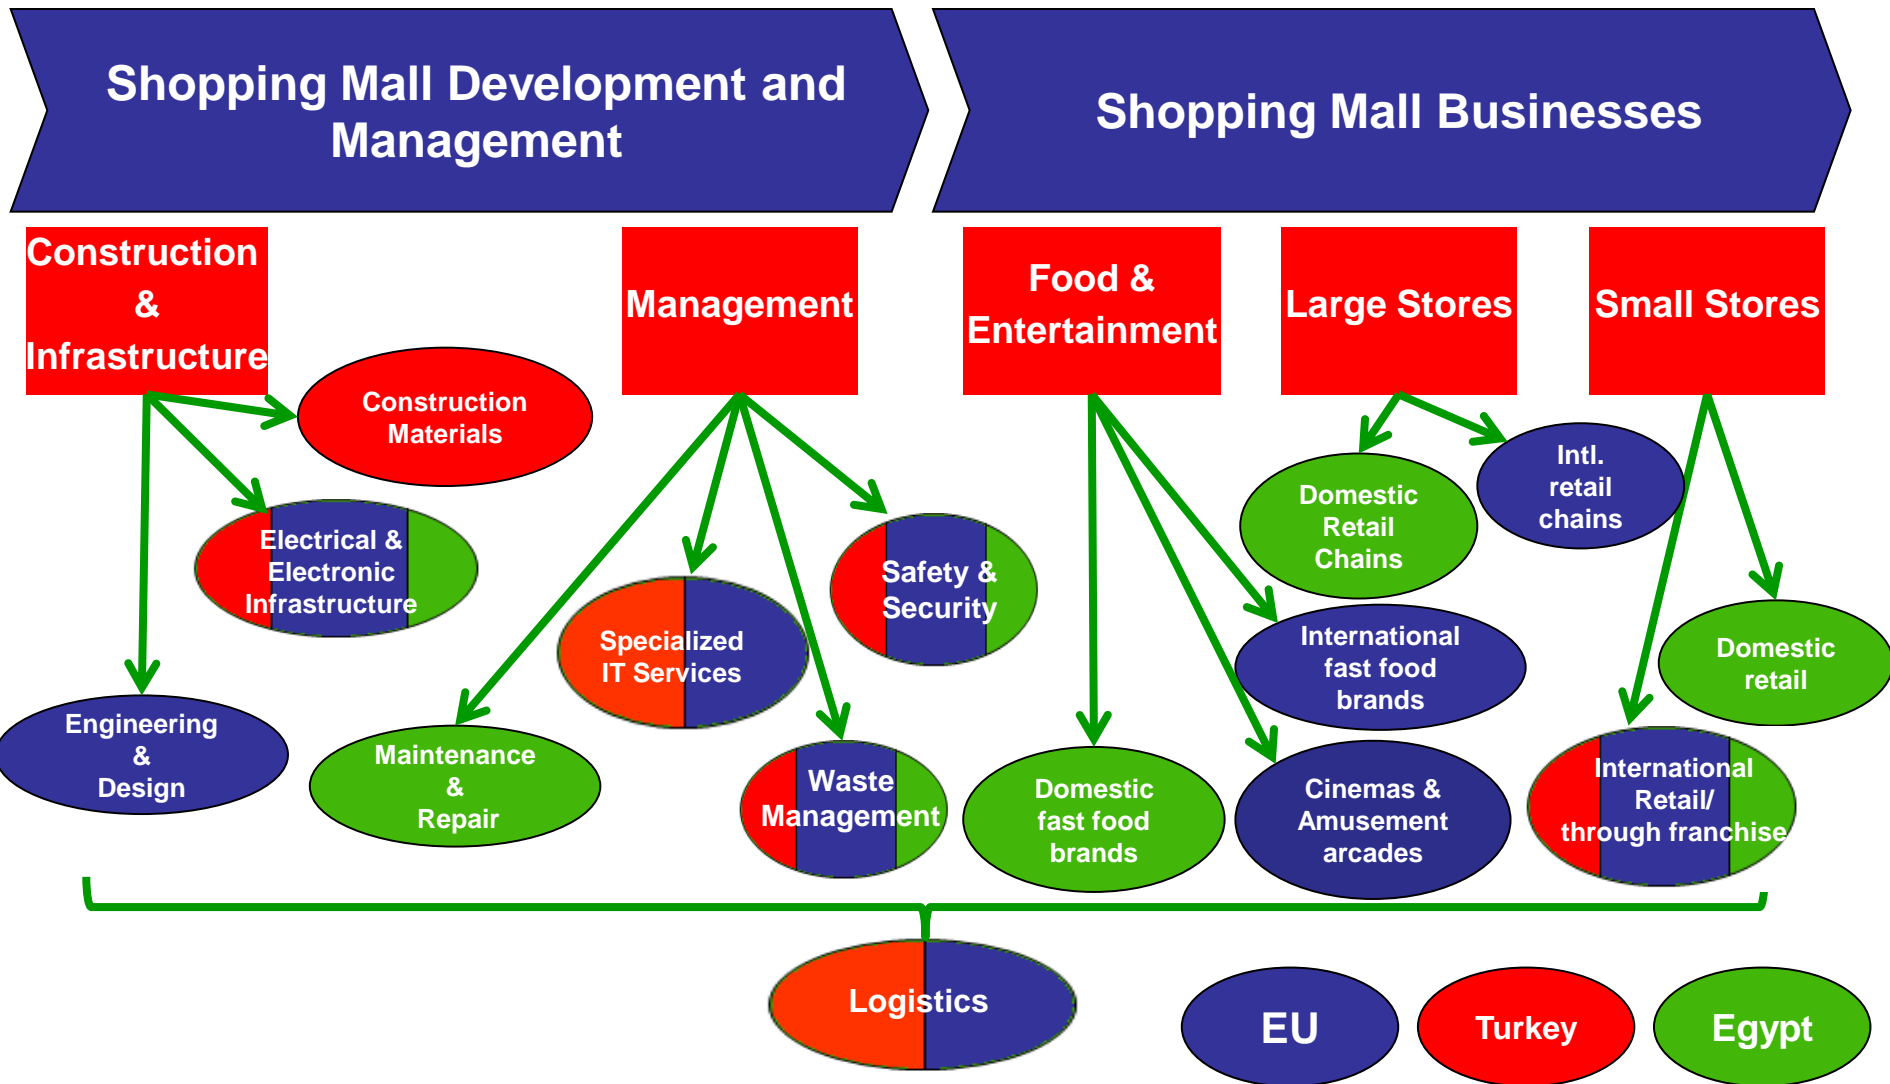 Shopping Mall Development and
Management
Shopping Mall Businesses
Construction
&
Infrastructure
Management
Food &
Entertainment
Large Stores
Small Stores
Construction
Materials
Electrical &
Electronic
Infrastructure
Engineering
&
Design
Maintenance
&
Repair
Specialized
IT Services
Safety &
Security
Waste
Management
Domestic
fast food
brands
International
fast food
brands
Cinemas &
Amusement
arcades
Domestic
Retail
Chains
Intl.
retail
chains
Domestic
retail
International
Retail/
through franchise
Logistics
EU
Turkey
Egypt